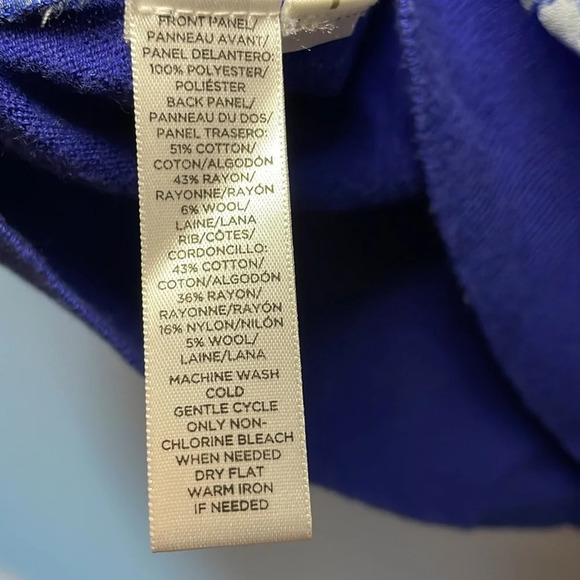 FRONT PANEL/
PANNEAU AVANT/
PANEL DELANTERO:
100% POLYESTER/
POLIÉSTER
BACK PANEL/
PANNEAU DU DOS/
PANEL TRASERO:
51% COTTON/
COTON/ALGODÓN
43% RAYON/
RAYONNE/RAYÓN
6% WOOL/
LAINE/LANA
RIB/CÔTES/
CORDONCILLO:
43% COTTON/
COTON/ALGODÓN
36% RAYON/
RAYONNE/RAYÓN
16% NYLON/NILÓN
5% WOOL/
LAINE/LANA
MACHINE WASH
COLD
GENTLE CYCLE
ONLY NON-
CHLORINE BLEACH
WHEN NEEDED
DRY FLAT
WARM IRON
IF NEEDED